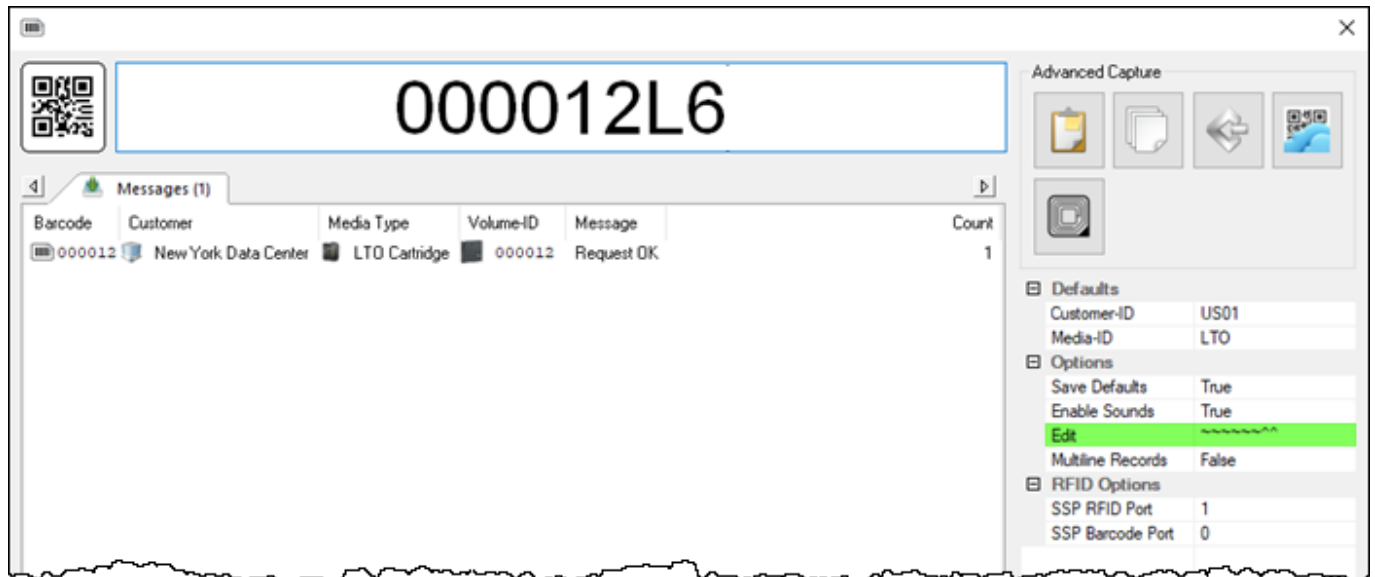 000012L6
Messages (1)
Barcode Customer Media Type Volume-ID Message Count
000012 New York Data Center LTO Cartridge 000012 Request OK 1
Advanced Capture
Defaults
Customer-ID US01
Media-ID LTO
Options
Save Defaults True
Enable Sounds True
Edit ~~~~~~^^
Multiline Records False
RFID Options
SSP RFID Port 1
SSP Barcode Port 0